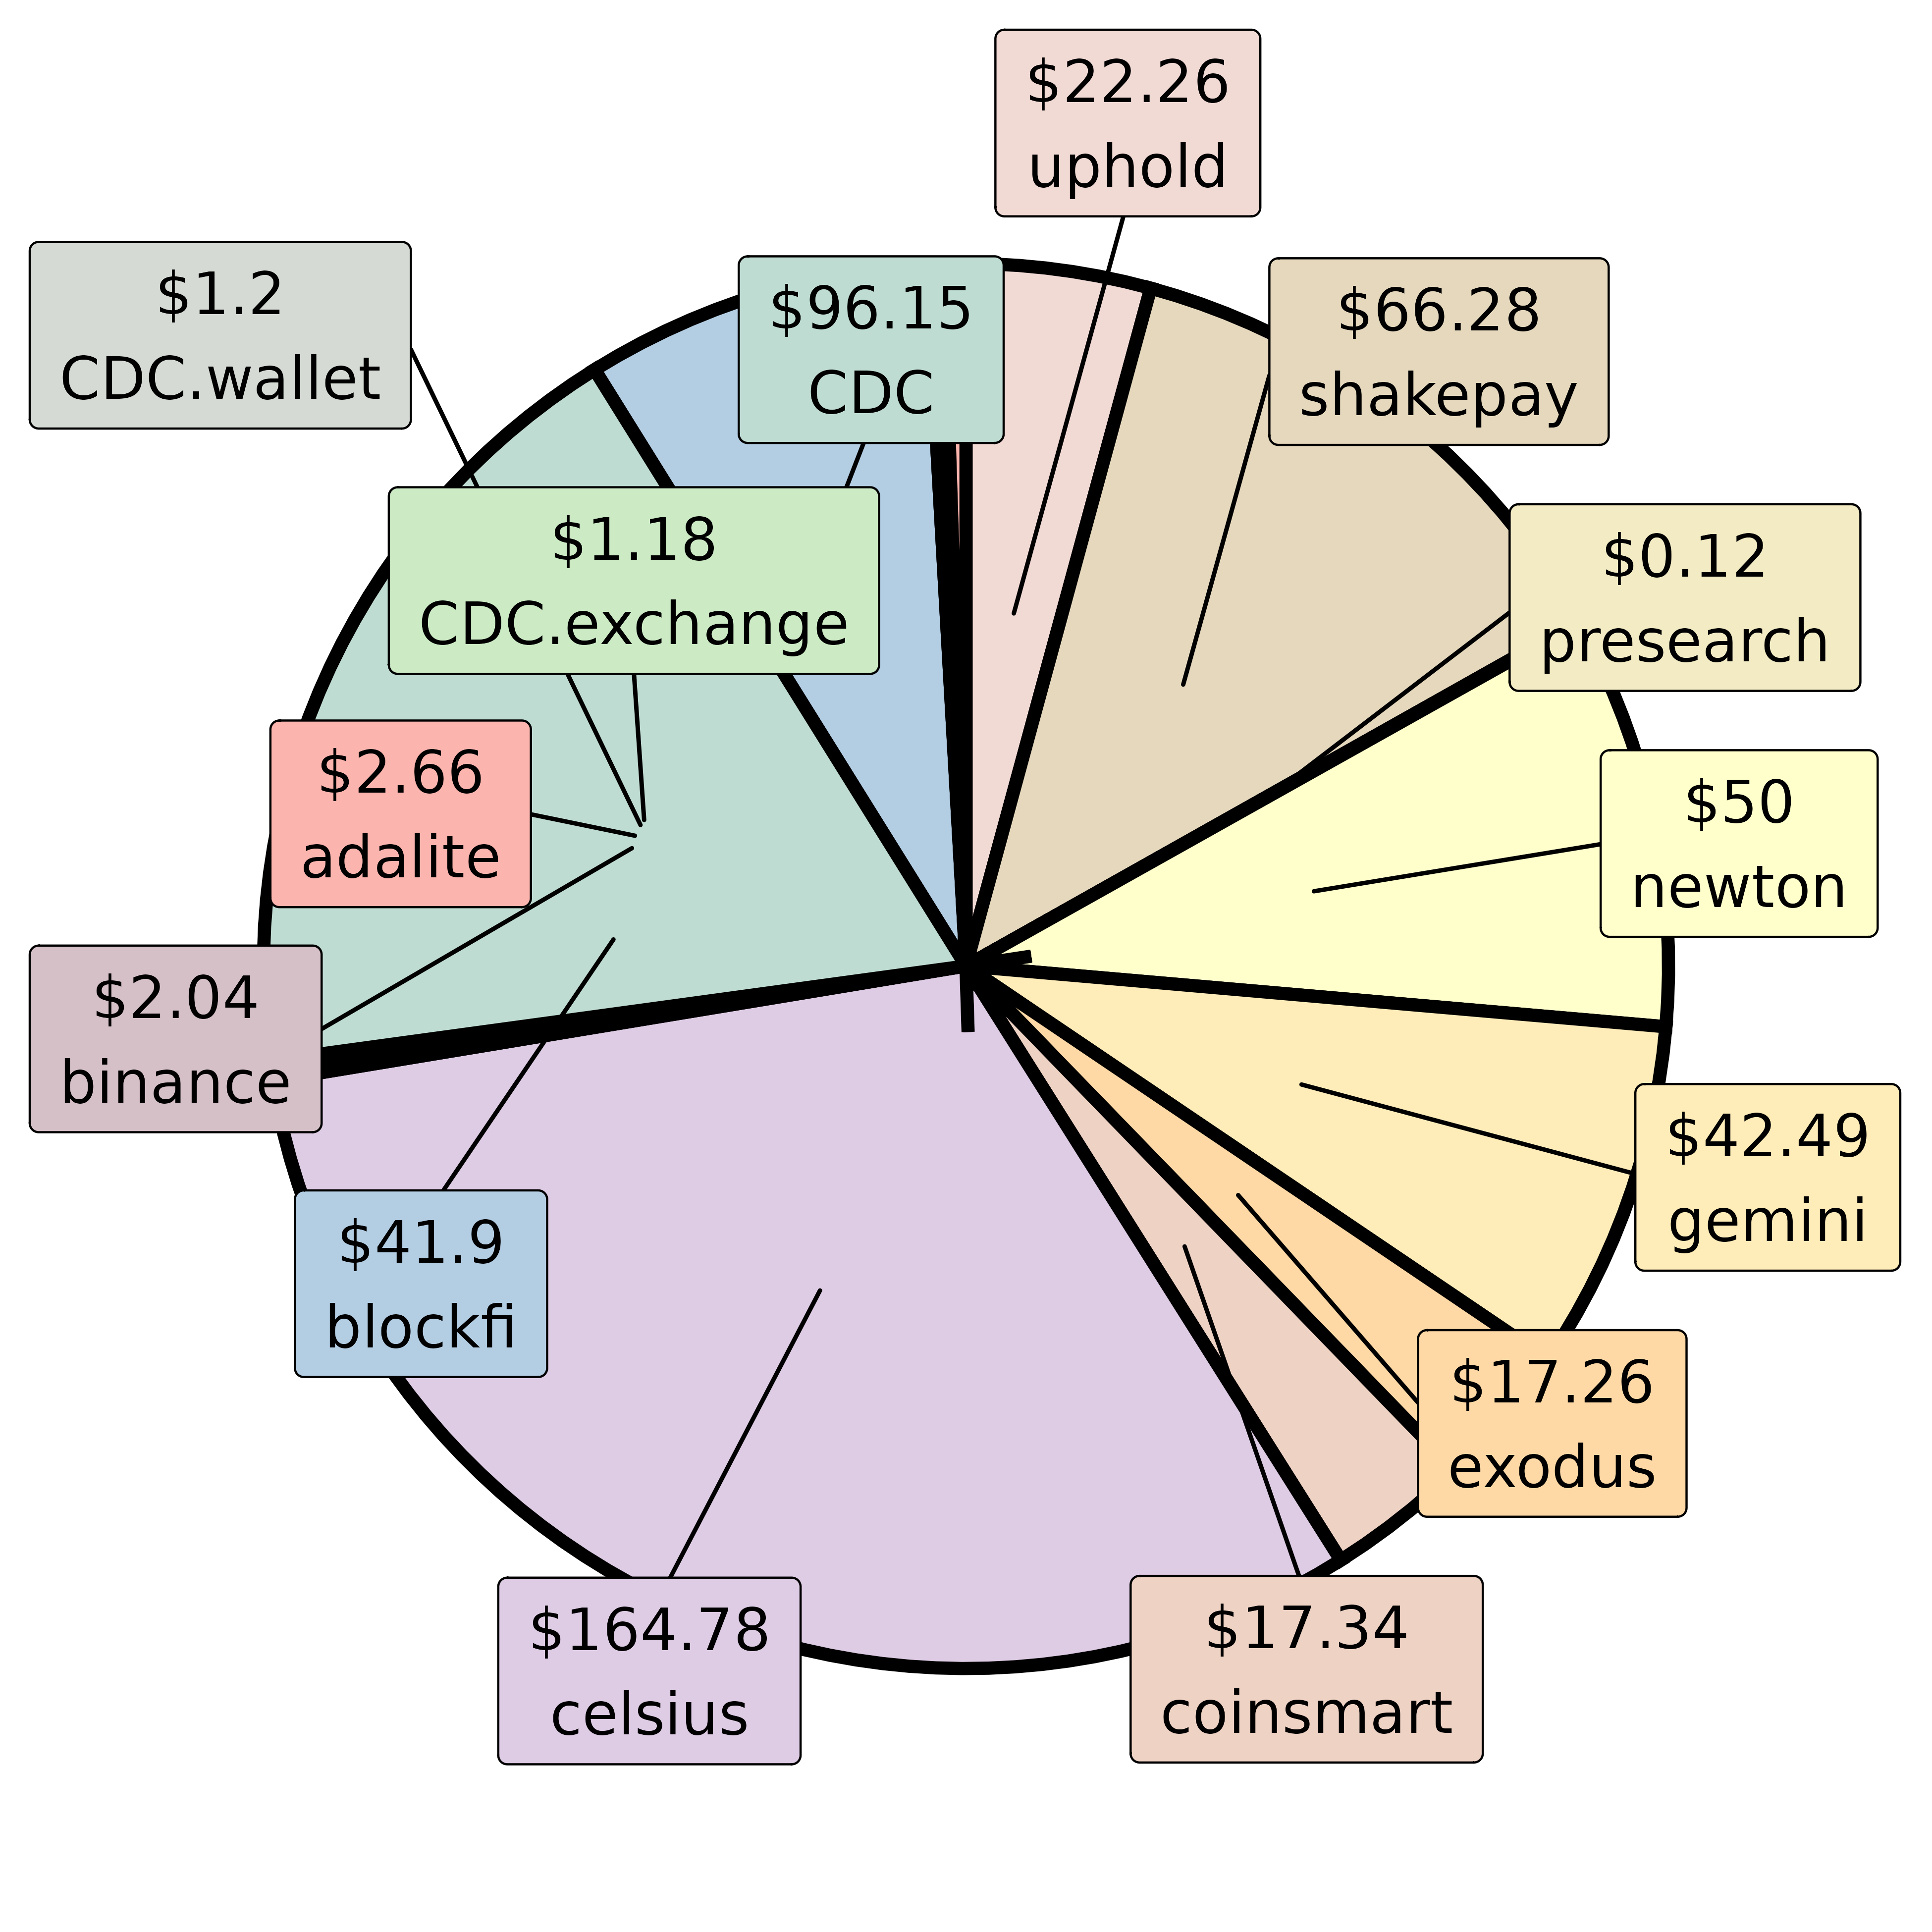 $22.26
uphold
$1.2
CDC.wallet
$96.15
CDC
$66.28
shakepay
$1.18
CDC.exchange
$0.12
presearch
$2.66
adalite
$50
newton
$2.04
binance
$42.49
gemini
$41.9
blockfi
$17.26
exodus
$164.78
celsius
$17.34
coinsmart